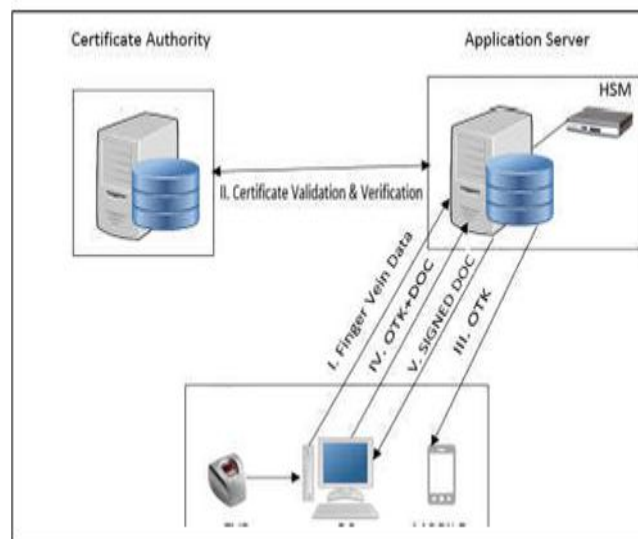 Certificate Authority
Application Server
HSM
II. Certificate Validation & Verification
I. Finger Vein Data
IV. OTK+DOC
V. SIGNED DOC
III. OTK